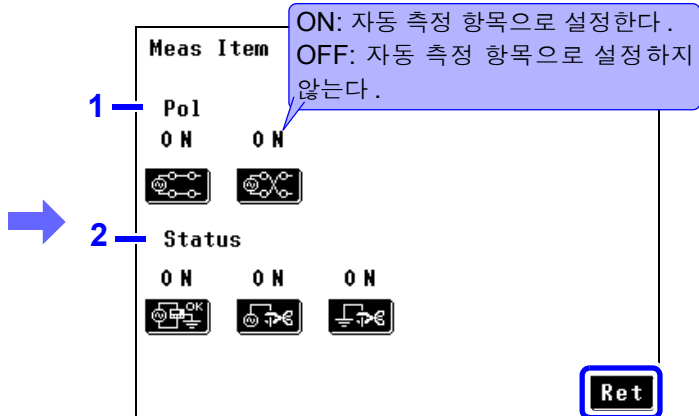 ON: 자동 측정 항목으로 설정한다 .
OFF: 자동 측정 항목으로 설정하지
않는다 .
Meas Item
1
Pol
ON ON
2
Status
ON ON ON
OK
Ret